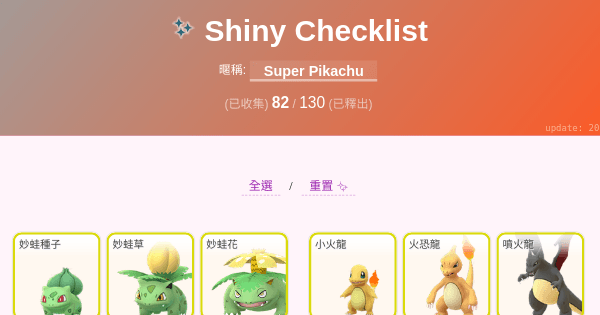 Shiny Checklist
暱稱: Super Pikachu
(已收集) 82 / 130 (已釋出)
update: 20
全選 / 重置
妙蛙種子 妙蛙草 妙蛙花 小火龍 火恐龍 噴火龍